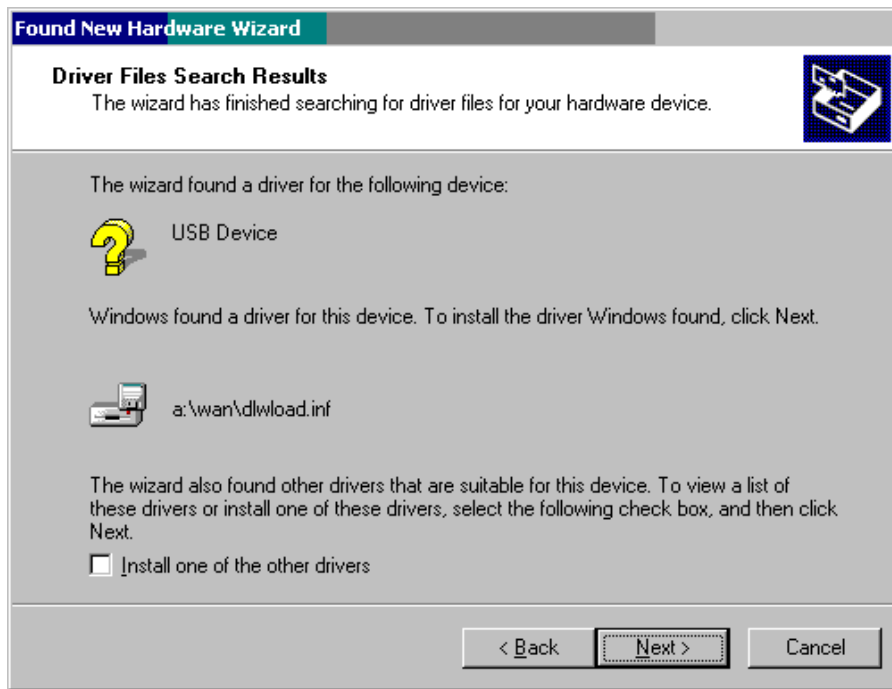 Found New Hardware Wizard
Driver Files Search Results
The wizard has finished searching for driver files for your hardware device.
The wizard found a driver for the following device:
USB Device
Windows found a driver for this device. To install the driver Windows found, click Next.
a:\wan\dlwload.inf
The wizard also found other drivers that are suitable for this device. To view a list of
these drivers or install one of these drivers, select the following check box, and then click
Next.
Install one of the other drivers
< Back Next > Cancel